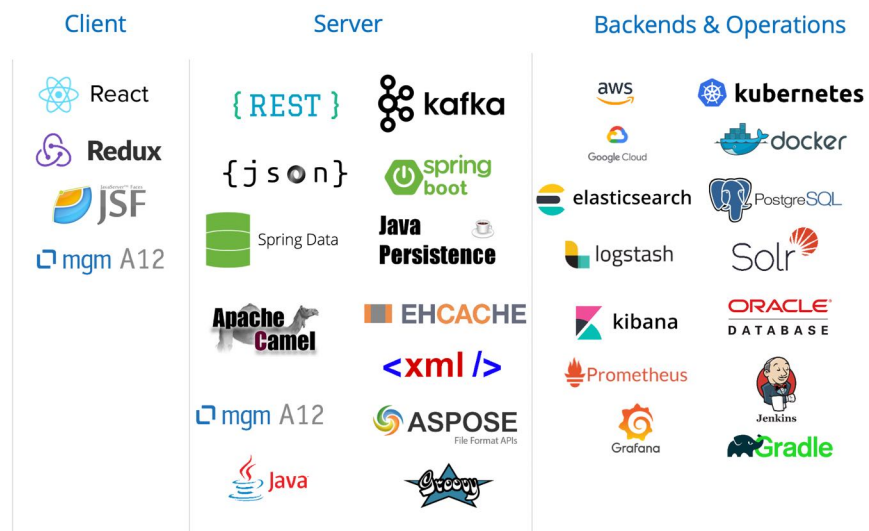 Client
React
Redux
JavaServer™ Faces
JSF
mgm A12
Server
{ REST }
kafka
{json}
spring
boot
Spring Data
Java
Persistence
Apache
Camel
EHCACHE
<xml/>
mgm A12
ASPOSE
File Format APIs
Java
Groovy
Backends & Operations
aws
kubernetes
Google Cloud
docker
elasticsearch
PostgreSQL
logstash
Solr
kibana
ORACLE®
DATABASE
Prometheus
Jenkins
Grafana
Gradle